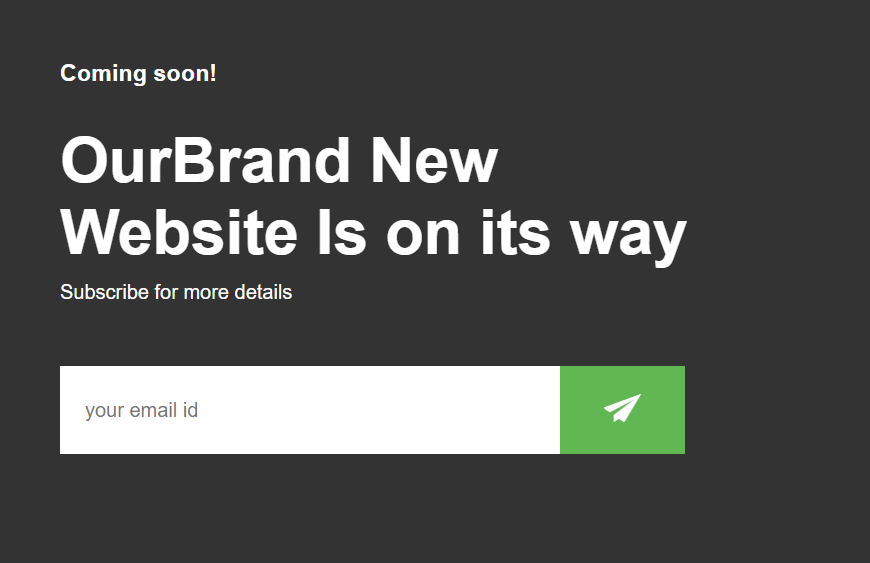 Coming soon!
OurBrand New
Website Is on its way
Subscribe for more details
your email id